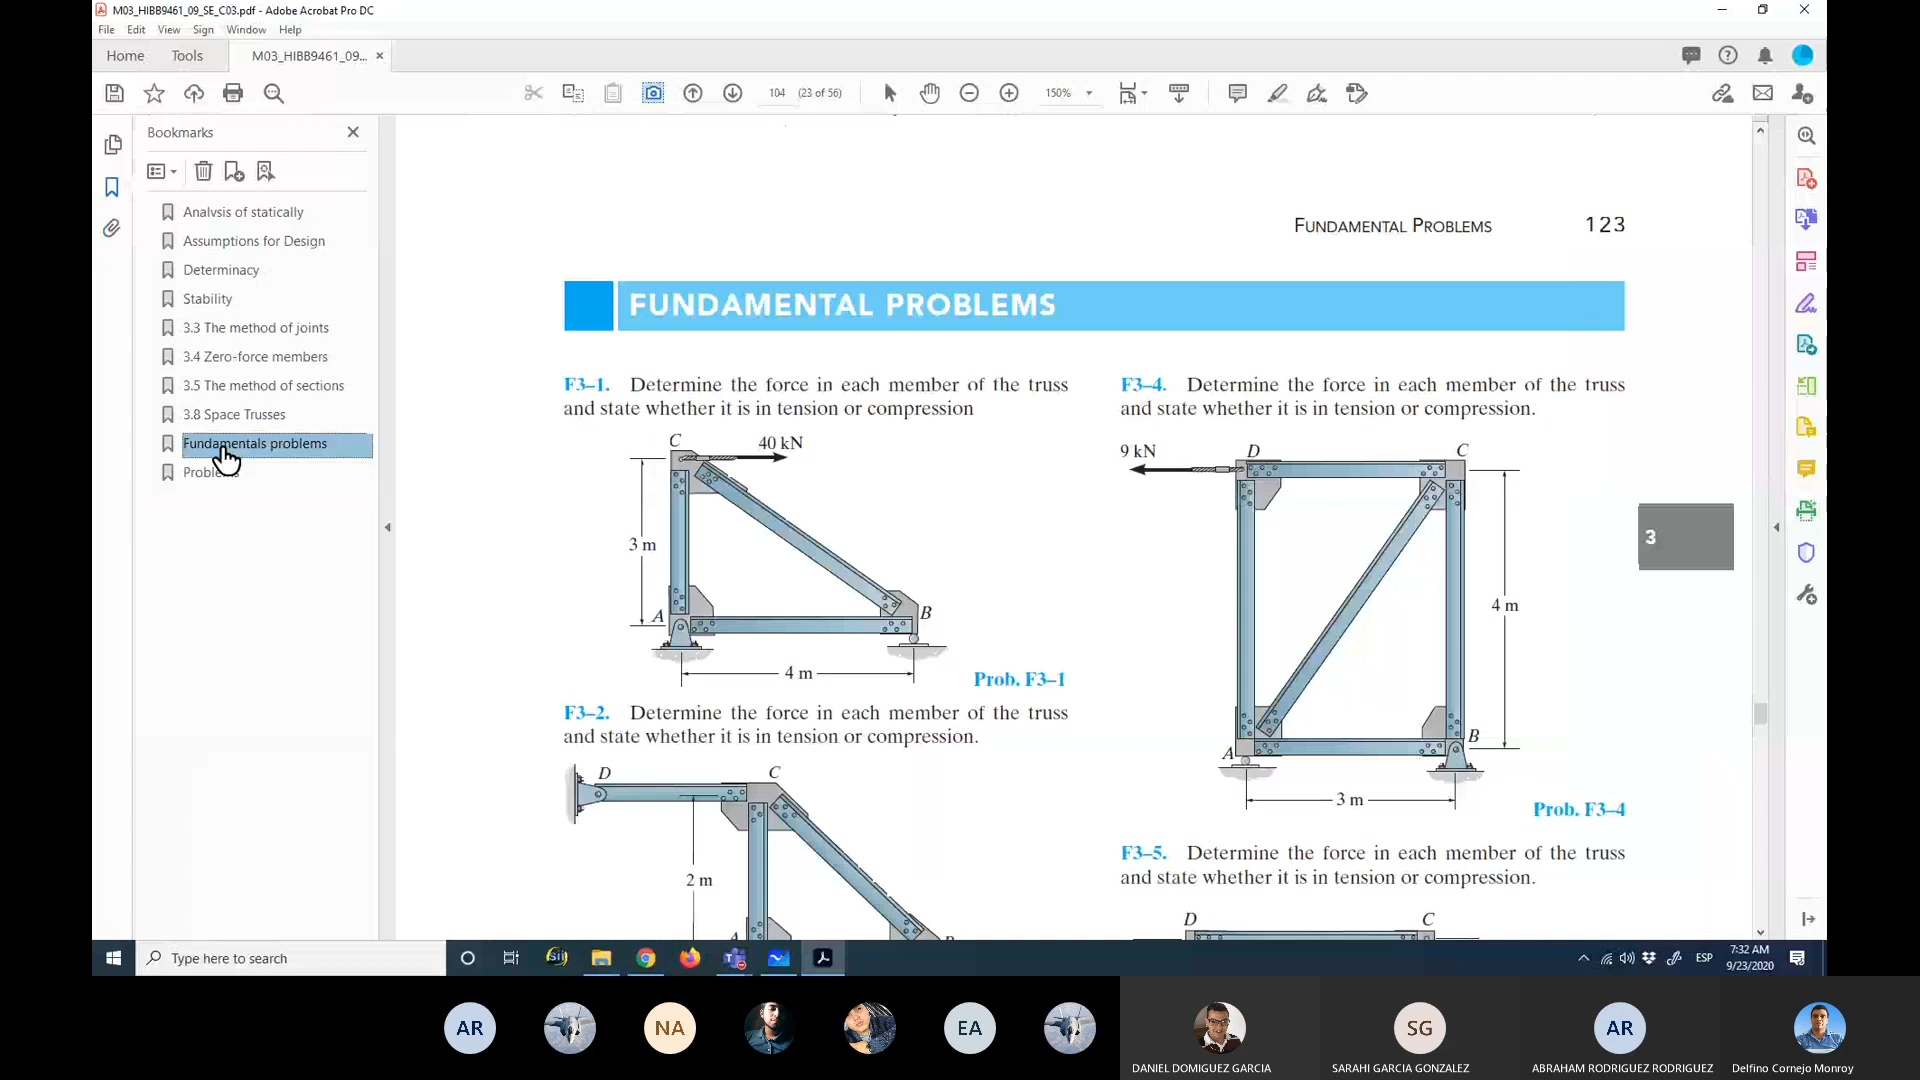 M03_HIBB9461_09_SE_C03.pdf - Adobe Acrobat Pro DC
File Edit View Sign Window Help
Home Tools M03_HIBB9461_09... ×
104 (23 of 56) 150%
Bookmarks
Analysis of statically
Assumptions for Design
Determinacy
Stability
3.3 The method of joints
3.4 Zero-force members
3.5 The method of sections
3.8 Space Trusses
Fundamentals problems
Problems
FUNDAMENTAL PROBLEMS 123
FUNDAMENTAL PROBLEMS
F3–1. Determine the force in each member of the truss
and state whether it is in tension or compression
C 40 kN
3 m
A B
4 m
Prob. F3–1
F3–2. Determine the force in each member of the truss
and state whether it is in tension or compression.
D C
2 m
F3–4. Determine the force in each member of the truss
and state whether it is in tension or compression.
9 kN D C
4 m
A B
3 m
Prob. F3–4
F3–5. Determine the force in each member of the truss
and state whether it is in tension or compression.
D C
3
Type here to search
Sii
ESP
7:32 AM
9/23/2020
AR NA EA SG AR
DANIEL DOMIGUEZ GARCIA
SARAHI GARCIA GONZALEZ
ABRAHAM RODRIGUEZ RODRIGUEZ
Delfino Cornejo Monroy